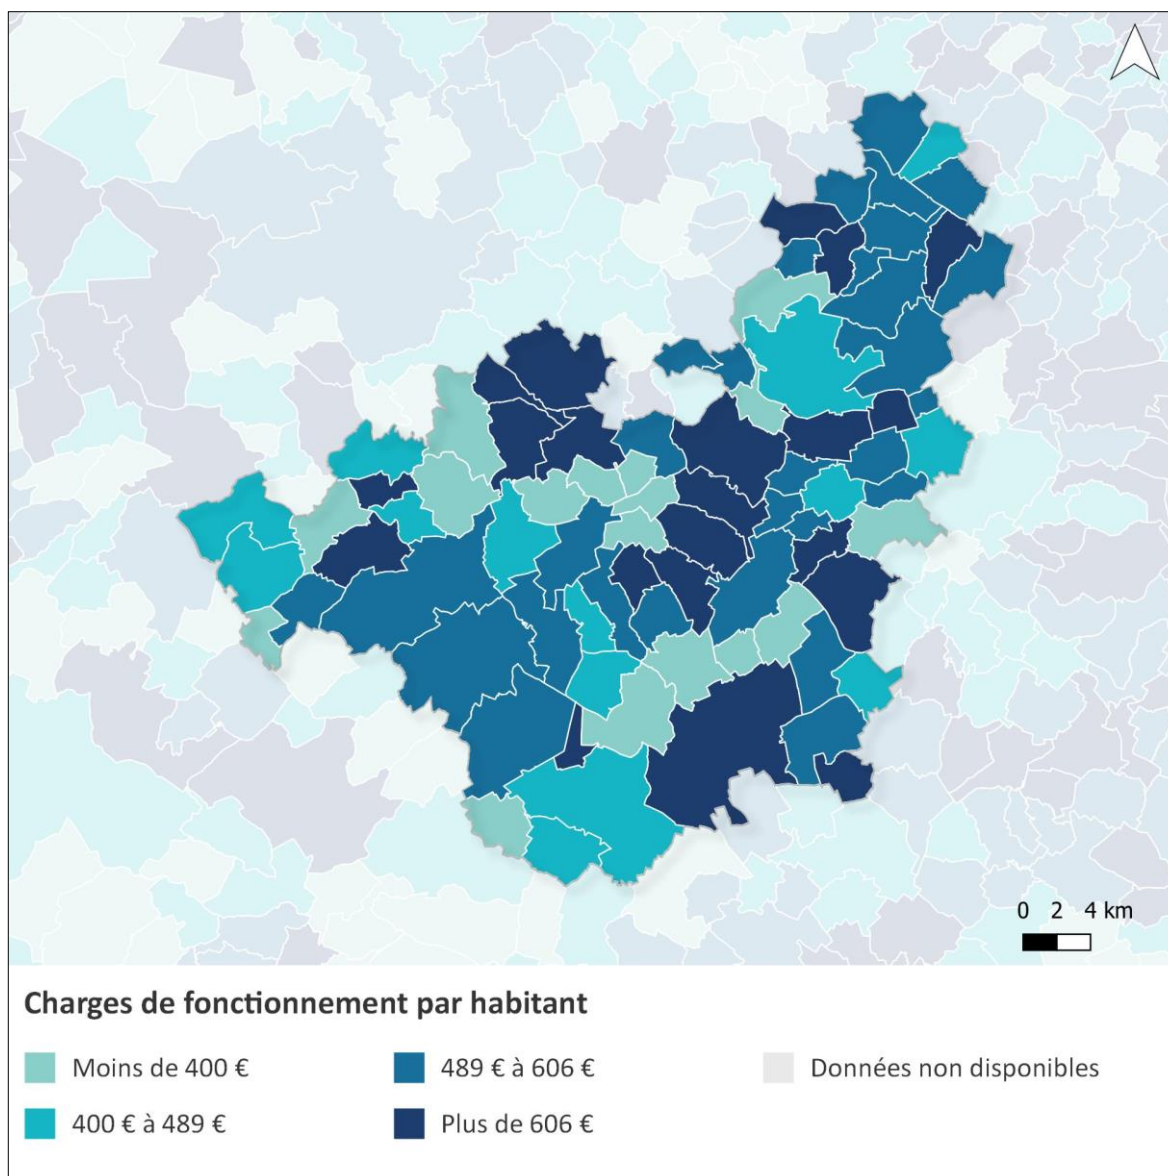 0 2 4 km
Charges de fonctionnement par habitant
Moins de 400 €
489 € à 606 €
Données non disponibles
400 € à 489 €
Plus de 606 €